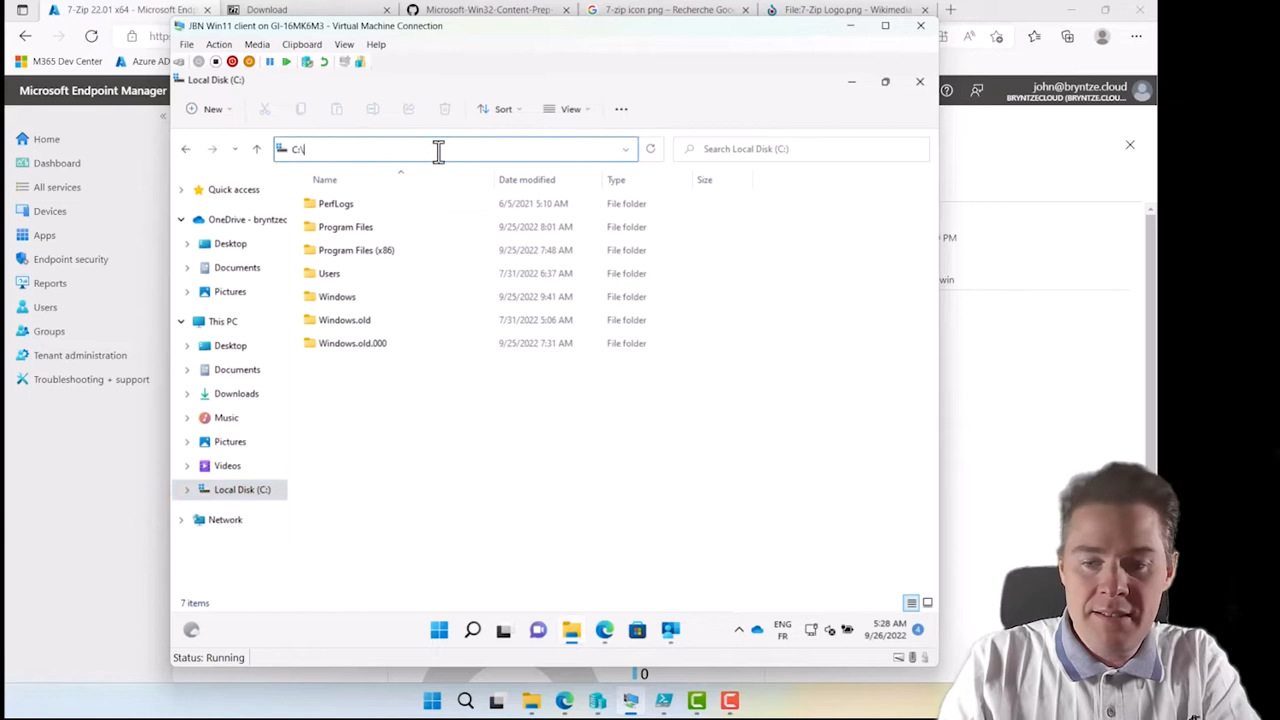 7-Zip 22.01 x64 - Microsoft Endp
Download
Microsoft-Win32-Content-Prep-
7-zip icon png – Recherche Goo
File:7-Zip Logo.png - Wikimedia
JBN Win11 client on GI-16MK6M3 - Virtual Machine Connection
https
File Action Media Clipboard View Help
M365 Dev Center
Azure AD
Local Disk (C:)
Microsoft Endpoint Manager
john@bryntze.cloud
BRYNTZECLOUD (BRYNTZECLOUD....
New
Sort
View
Home
C:\
Search Local Disk (C:)
Dashboard
Name
Date modified
Type
Size
All services
Quick access
PerfLogs 6/5/2021 5:10 AM File folder
Devices
OneDrive - bryntzec
Program Files 9/25/2022 8:01 AM File folder
Apps
Desktop
Program Files (x86) 9/25/2022 7:48 AM File folder
PM
Endpoint security
Documents
Users 7/31/2022 6:37 AM File folder
win
Reports
Pictures
Windows 9/25/2022 9:41 AM File folder
Users
This PC
Windows.old 7/31/2022 5:06 AM File folder
Groups
Desktop
Windows.old.000 9/25/2022 7:31 AM File folder
Tenant administration
Documents
Troubleshooting + support
Downloads
Music
Pictures
Videos
Local Disk (C:)
Network
7 items
ENG
FR
5:28 AM
9/26/2022
4
Status: Running
0